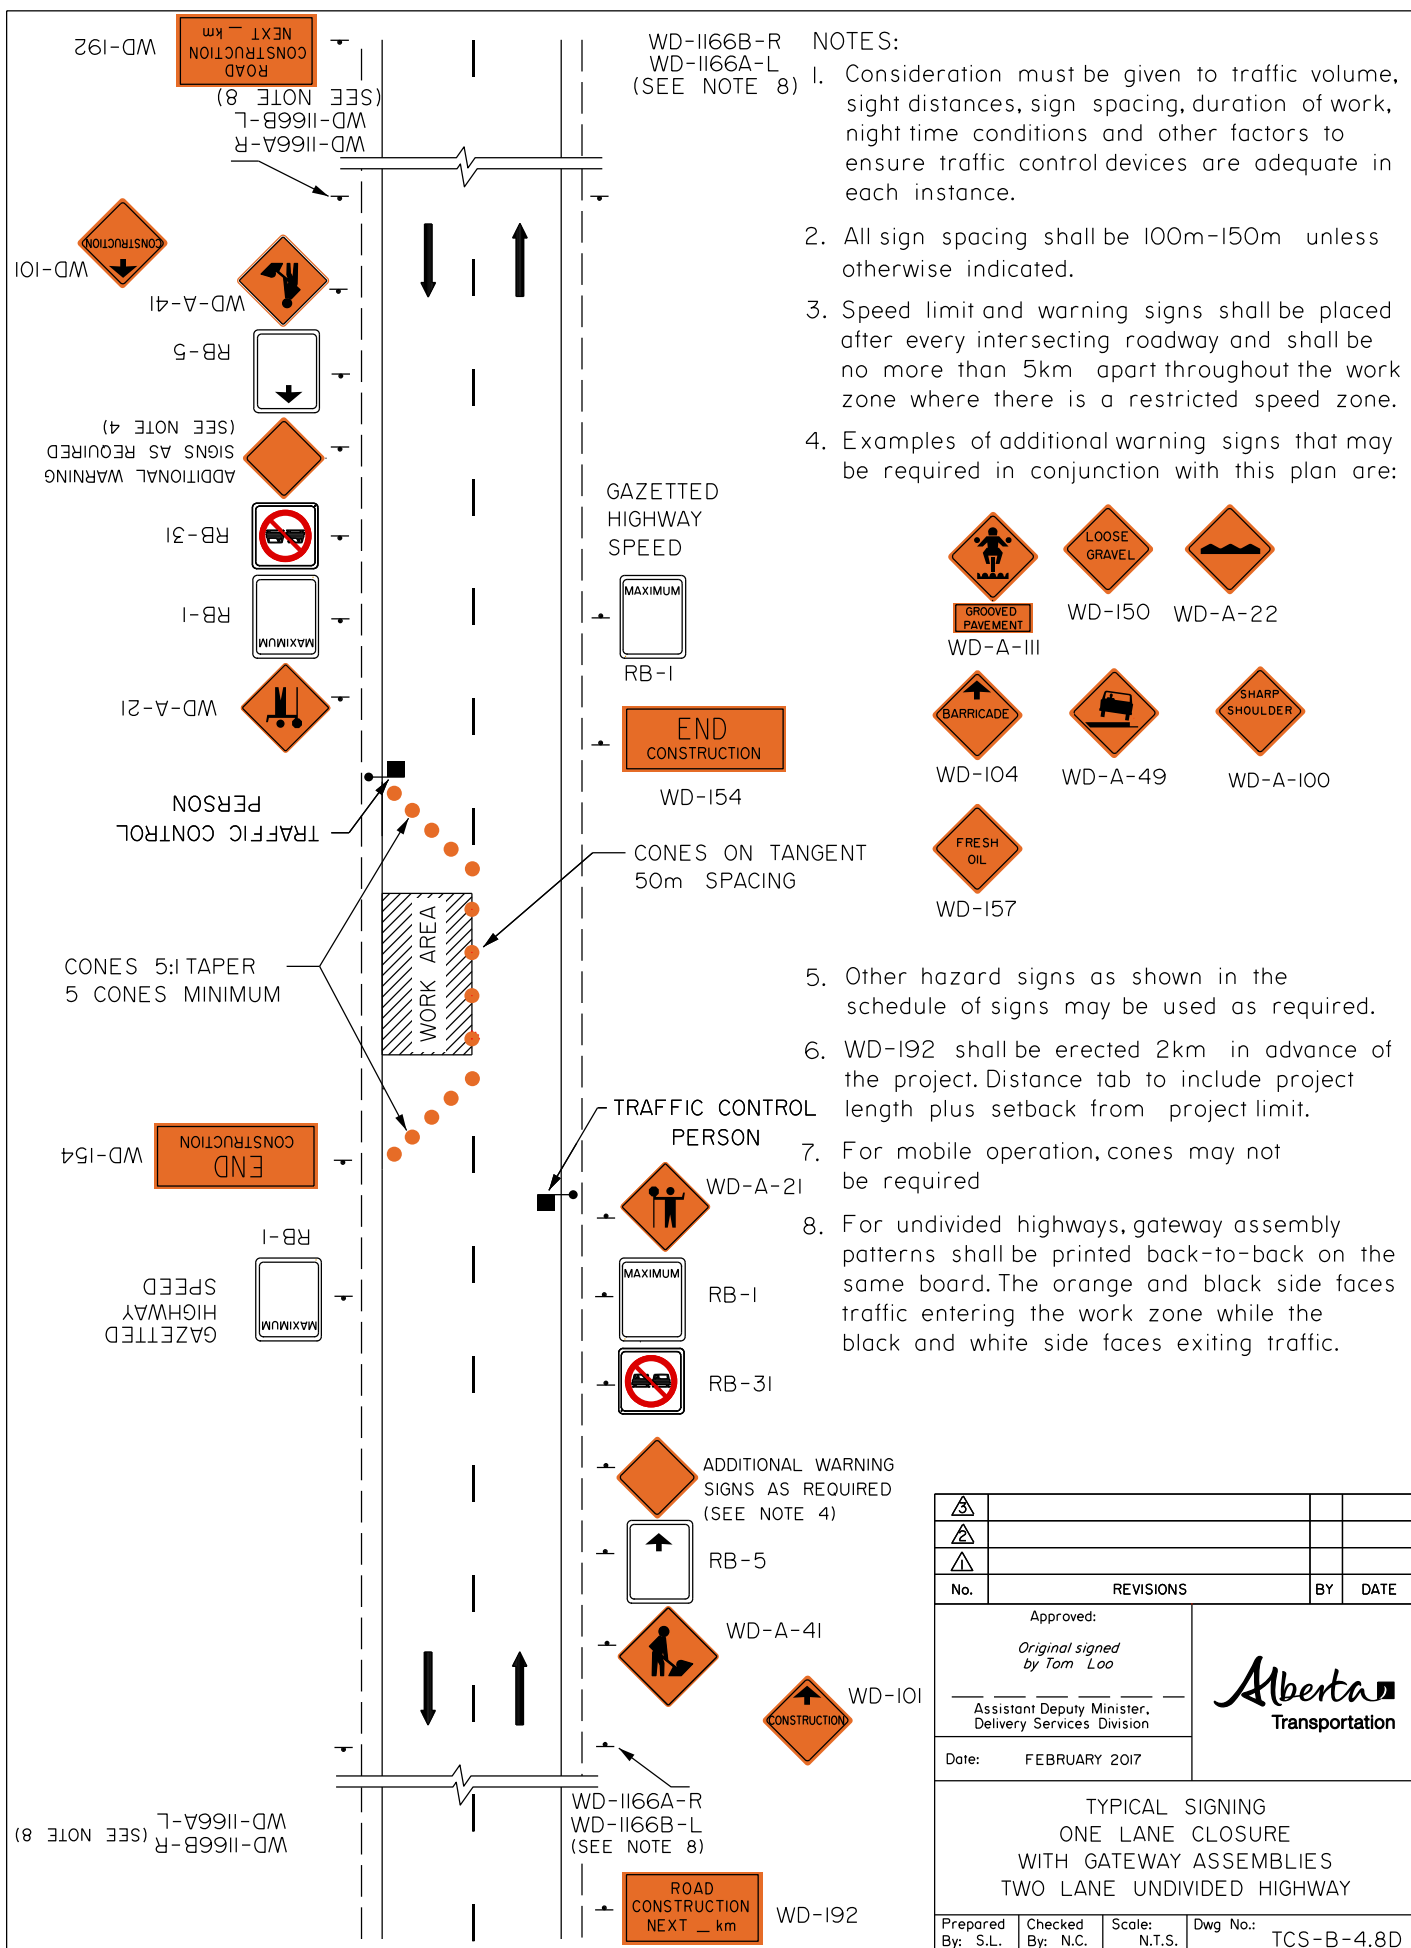 WD-192
ROAD
CONSTRUCTION
NEXT _ km
WD-1166A-R
WD-1166B-L
(SEE NOTE 8)
WD-1166B-R
WD-1166A-L
(SEE NOTE 8)
WD-101
CONSTRUCTION
WD-A-41
RB-5
ADDITIONAL WARNING
SIGNS AS REQUIRED
(SEE NOTE 4)
RB-31
RB-1
MAXIMUM
WD-A-21
TRAFFIC CONTROL
PERSON
GAZETTED
HIGHWAY
SPEED
MAXIMUM
RB-1
END
CONSTRUCTION
WD-154
CONES ON TANGENT
50m SPACING
WORK AREA
CONES 5:1 TAPER
5 CONES MINIMUM
WD-154
END
CONSTRUCTION
RB-1
MAXIMUM
GAZETTED
HIGHWAY
SPEED
TRAFFIC CONTROL
PERSON
WD-A-21
MAXIMUM
RB-1
RB-31
ADDITIONAL WARNING
SIGNS AS REQUIRED
(SEE NOTE 4)
RB-5
WD-A-41
WD-101
CONSTRUCTION
WD-1166B-R
WD-1166A-L
(SEE NOTE 8)
WD-1166A-R
WD-1166B-L
(SEE NOTE 8)
ROAD
CONSTRUCTION
NEXT _ km
WD-192
NOTES:
1. Consideration must be given to traffic volume,
sight distances, sign spacing, duration of work,
night time conditions and other factors to
ensure traffic control devices are adequate in
each instance.
2. All sign spacing shall be 100m-150m unless
otherwise indicated.
3. Speed limit and warning signs shall be placed
after every intersecting roadway and shall be
no more than 5km apart throughout the work
zone where there is a restricted speed zone.
4. Examples of additional warning signs that may
be required in conjunction with this plan are:
GROOVED
PAVEMENT
WD-A-111
LOOSE
GRAVEL
WD-150
WD-A-22
BARRICADE
WD-104
WD-A-49
SHARP
SHOULDER
WD-A-100
FRESH
OIL
WD-157
5. Other hazard signs as shown in the
schedule of signs may be used as required.
6. WD-192 shall be erected 2km in advance of
the project. Distance tab to include project
length plus setback from project limit.
7. For mobile operation, cones may not
be required
8. For undivided highways, gateway assembly
patterns shall be printed back-to-back on the
same board. The orange and black side faces
traffic entering the work zone while the
black and white side faces exiting traffic.
3
2
1
No. REVISIONS BY DATE
Approved:
Original signed
by Tom Loo
Assistant Deputy Minister,
Delivery Services Division
Date: FEBRUARY 2017
Alberta
Transportation
TYPICAL SIGNING
ONE LANE CLOSURE
WITH GATEWAY ASSEMBLIES
TWO LANE UNDIVIDED HIGHWAY
Prepared
By: S.L.
Checked
By: N.C.
Scale:
N.T.S.
Dwg No.:
TCS-B-4.8D